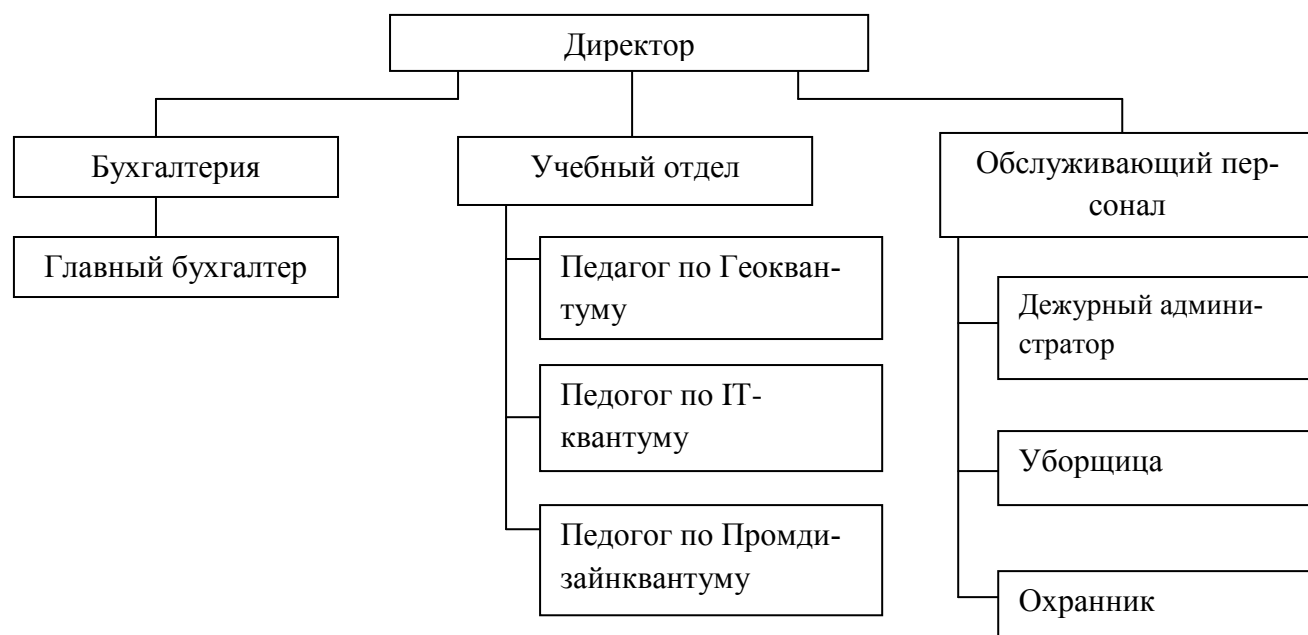 Директор
Бухгалтерия
Главный бухгалтер
Учебный отдел
Педагог по Геокван-
туму
Педогог по IT-
квантуму
Педогог по Промди-
зайнквантуму
Обслуживающий пер-
сонал
Дежурный админи-
стратор
Уборщица
Охранник